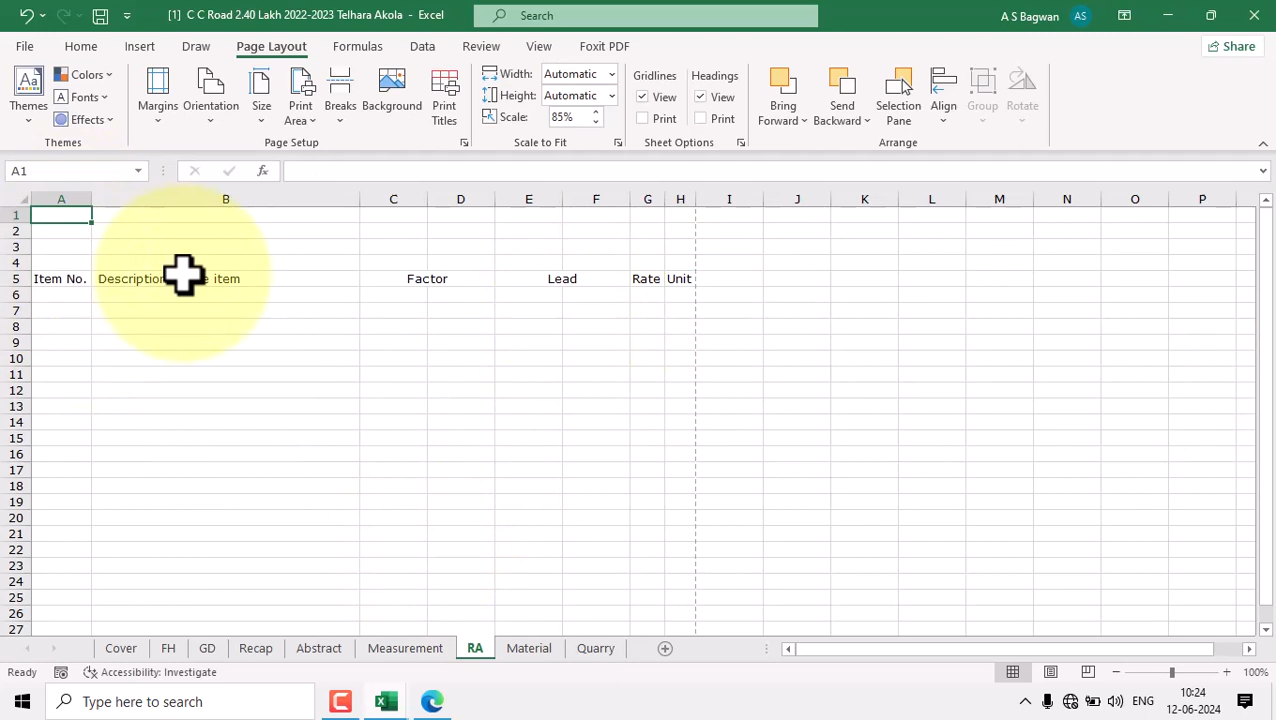 [1] C C Road 2.40 Lakh 2022-2023 Telhara Akola - Excel
Search
A S Bagwan
AS
File
Home
Insert
Draw
Page Layout
Formulas
Data
Review
View
Foxit PDF
Share
Themes
Colors
Fonts
Effects
Themes
Margins
Orientation
Size
Print Area
Breaks
Background
Print Titles
Page Setup
Width: Automatic
Height: Automatic
Scale: 85%
Scale to Fit
Gridlines
View
Print
Headings
View
Print
Sheet Options
Bring Forward
Send Backward
Selection Pane
Align
Group
Rotate
Arrange
A1
fx
A B C D E F G H I J K L M N O P
1
2
3
4
5 Item No. Description item Factor Lead Rate Unit
6
7
8
9
10
11
12
13
14
15
16
17
18
19
20
21
22
23
24
25
26
27
Cover FH GD Recap Abstract Measurement RA Material Quarry
Ready
Accessibility: Investigate
100%
Type here to search
ENG
10:24
12-06-2024